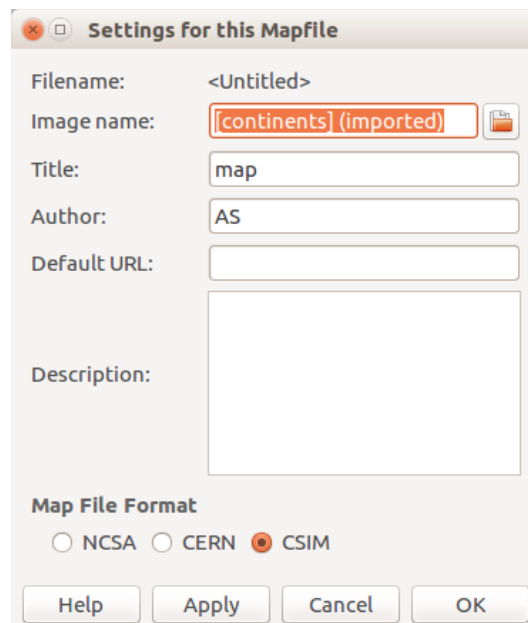 Settings for this Mapfile
Filename: <Untitled>
Image name: [continents] (imported)
Title: map
Author: AS
Default URL:
Description:
Map File Format
NCSA CERN CSIM
Help Apply Cancel OK